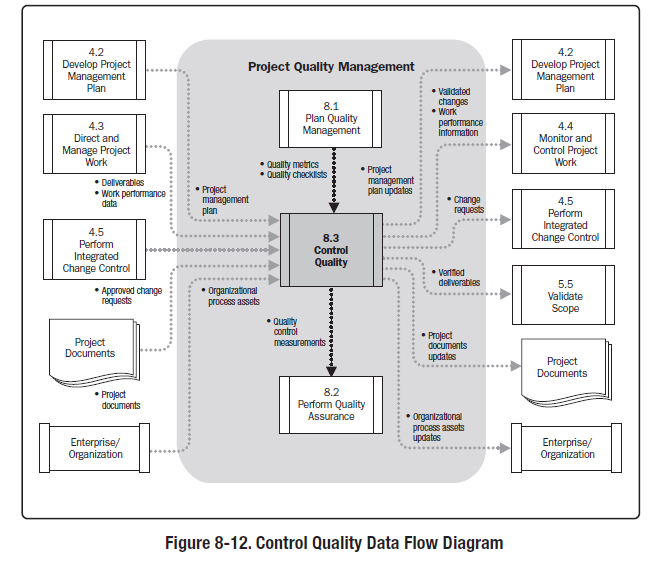 4.2
Develop Project
Management
Plan
4.3
Direct and
Manage Project
Work
• Deliverables
• Work performance
data
4.5
Perform
Integrated
Change Control
• Approved change
requests
Project
Documents
• Project
documents
Enterprise/
Organization
Project Quality Management
8.1
Plan Quality
Management
• Quality metrics
• Quality checklists
• Project
management
plan
• Project
management
plan updates
8.3
Control
Quality
• Organizational
process assets
• Quality
control
measurements
8.2
Perform Quality
Assurance
• Validated
changes
• Work
performance
information
• Change
requests
• Verified
deliverables
• Project
documents
updates
• Organizational
process assets
updates
4.2
Develop Project
Management
Plan
4.4
Monitor and
Control Project
Work
4.5
Perform
Integrated
Change Control
5.5
Validate
Scope
Project
Documents
Enterprise/
Organization
Figure 8-12. Control Quality Data Flow Diagram